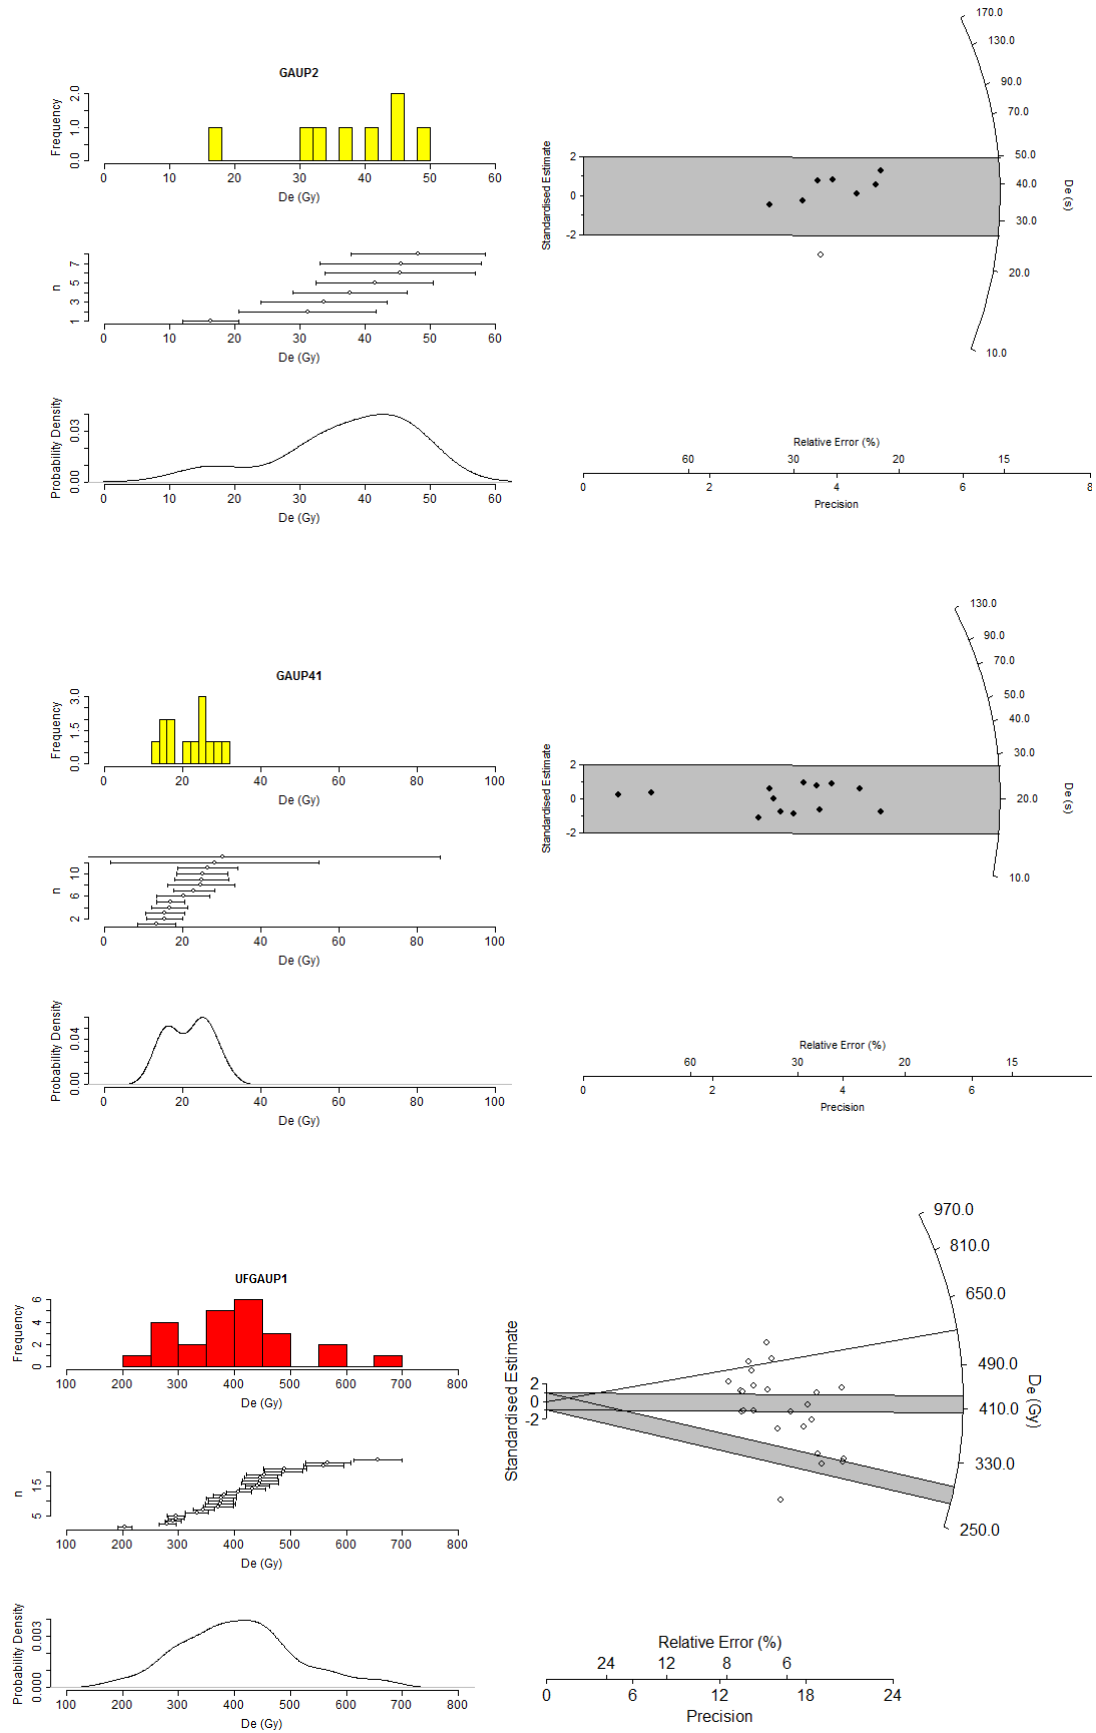 GAUP2
Frequency
0.0 1.0 2.0
0 10 20 30 40 50 60
De (Gy)
n
1 3 5 7
0 10 20 30 40 50 60
De (Gy)
Probability Density
0.00 0.03
0 10 20 30 40 50 60
De (Gy)
170.0
130.0
90.0
70.0
50.0
40.0
30.0
20.0
10.0
De (s)
Standardised Estimate
2
0
-2
Relative Error (%)
60 30 20 15
0 2 4 6 8
Precision
GAUP41
Frequency
0.0 1.5 3.0
0 20 40 60 80 100
De (Gy)
n
2 6 10
0 20 40 60 80 100
De (Gy)
Probability Density
0.00 0.04
0 20 40 60 80 100
De (Gy)
130.0
90.0
70.0
50.0
40.0
30.0
20.0
10.0
De (s)
Standardised Estimate
2
0
-2
Relative Error (%)
60 30 20 15
0 2 4 6
Precision
UFGAUP1
Frequency
0 2 4 6
100 200 300 400 500 600 700 800
De (Gy)
n
5 15
100 200 300 400 500 600 700 800
De (Gy)
Probability Density
0.000 0.003
100 200 300 400 500 600 700 800
De (Gy)
970.0
810.0
650.0
490.0
410.0
330.0
250.0
De (Gy)
Standardised Estimate
2
0
-2
Relative Error (%)
24 12 8 6
0 6 12 18 24
Precision